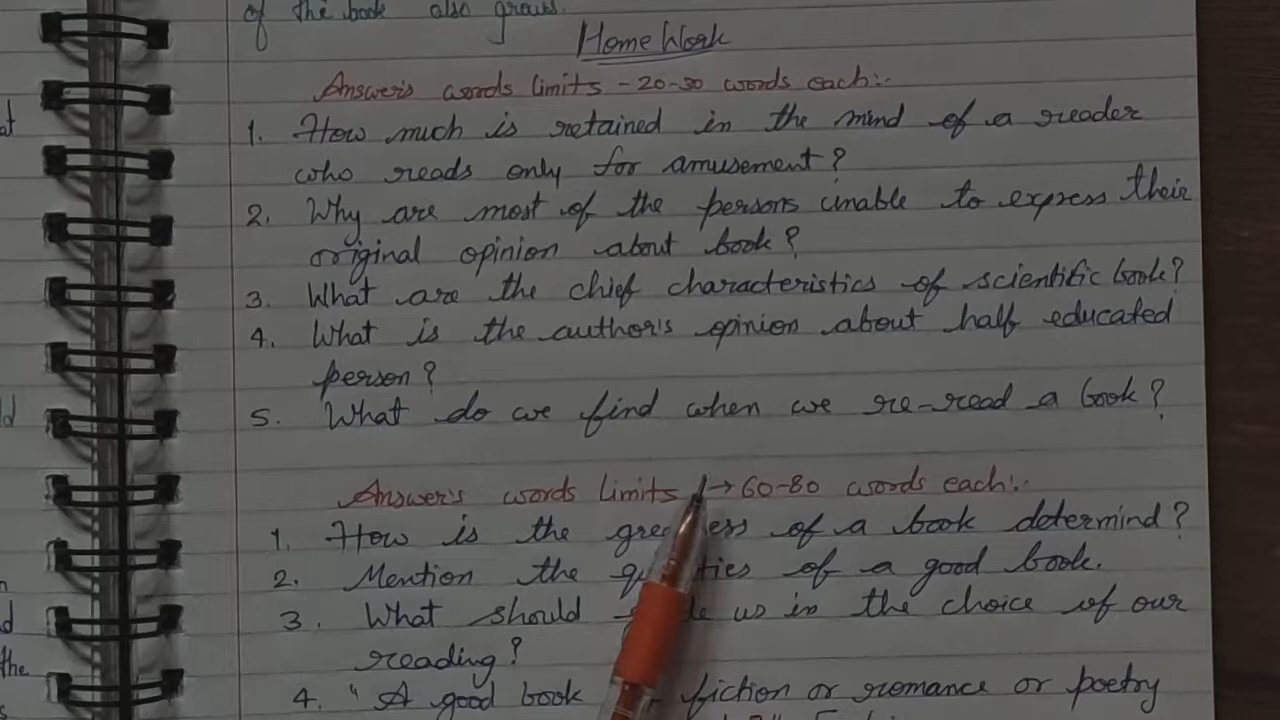 of the book also grows.
Home Work
Answer's words limits - 20-30 words each:-
1. How much is retained in the mind of a reader
who reads only for amusement?
2. Why are most of the persons unable to express their
original opinion about book?
3. What are the chief characteristics of scientific book?
4. What is the author's opinion about half educated
person?
5. What do we find when we re-read a book?
Answer's words limits → 60-80 words each:-
1. How is the of a book determind?
2. Mention the of a good book.
3. What should us in the choice of our
reading?
4. "A good book fiction or romance or poetry
the